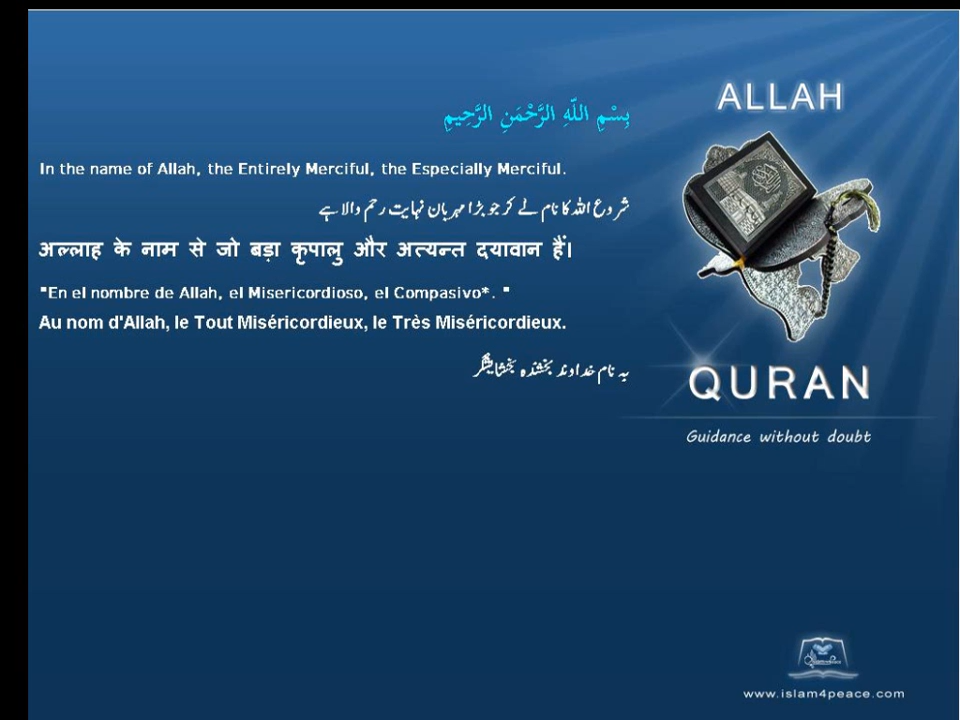 بِسْمِ اللّهِ الرَّحْمَنِ الرَّحِيمِ
In the name of Allah, the Entirely Merciful, the Especially Merciful.
شروع الله کا نام لے کر جو بڑا مہربان نہایت رحم والا ہے
अल्लाह के नाम से जो बड़ा कृपालु और अत्यन्त दयावान हैं।
"En el nombre de Allah, el Misericordioso, el Compasivo*. "
Au nom d'Allah, le Tout Miséricordieux, le Très Miséricordieux.
به نام خداوند بخشنده بخشایشگر
ALLAH
QURAN
Guidance without doubt
www.islam4peace.com